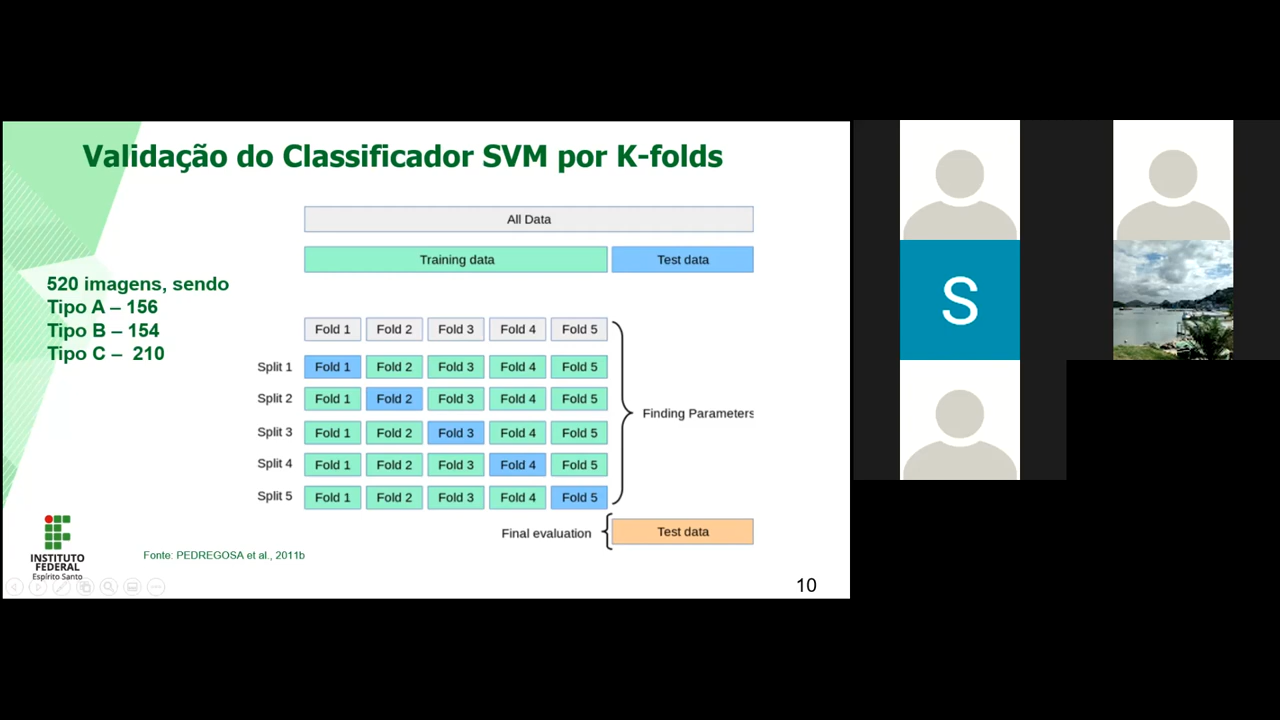 Validação do Classificador SVM por K-folds
All Data
Training data
Test data
520 imagens, sendo
Tipo A – 156
Tipo B – 154
Tipo C – 210
Fold 1 Fold 2 Fold 3 Fold 4 Fold 5
Split 1 Fold 1 Fold 2 Fold 3 Fold 4 Fold 5
Split 2 Fold 1 Fold 2 Fold 3 Fold 4 Fold 5
Split 3 Fold 1 Fold 2 Fold 3 Fold 4 Fold 5
Split 4 Fold 1 Fold 2 Fold 3 Fold 4 Fold 5
Split 5 Fold 1 Fold 2 Fold 3 Fold 4 Fold 5
Finding Parameters
Final evaluation
Test data
INSTITUTO
FEDERAL
Espírito Santo
Fonte: PEDREGOSA et al., 2011b
10
S